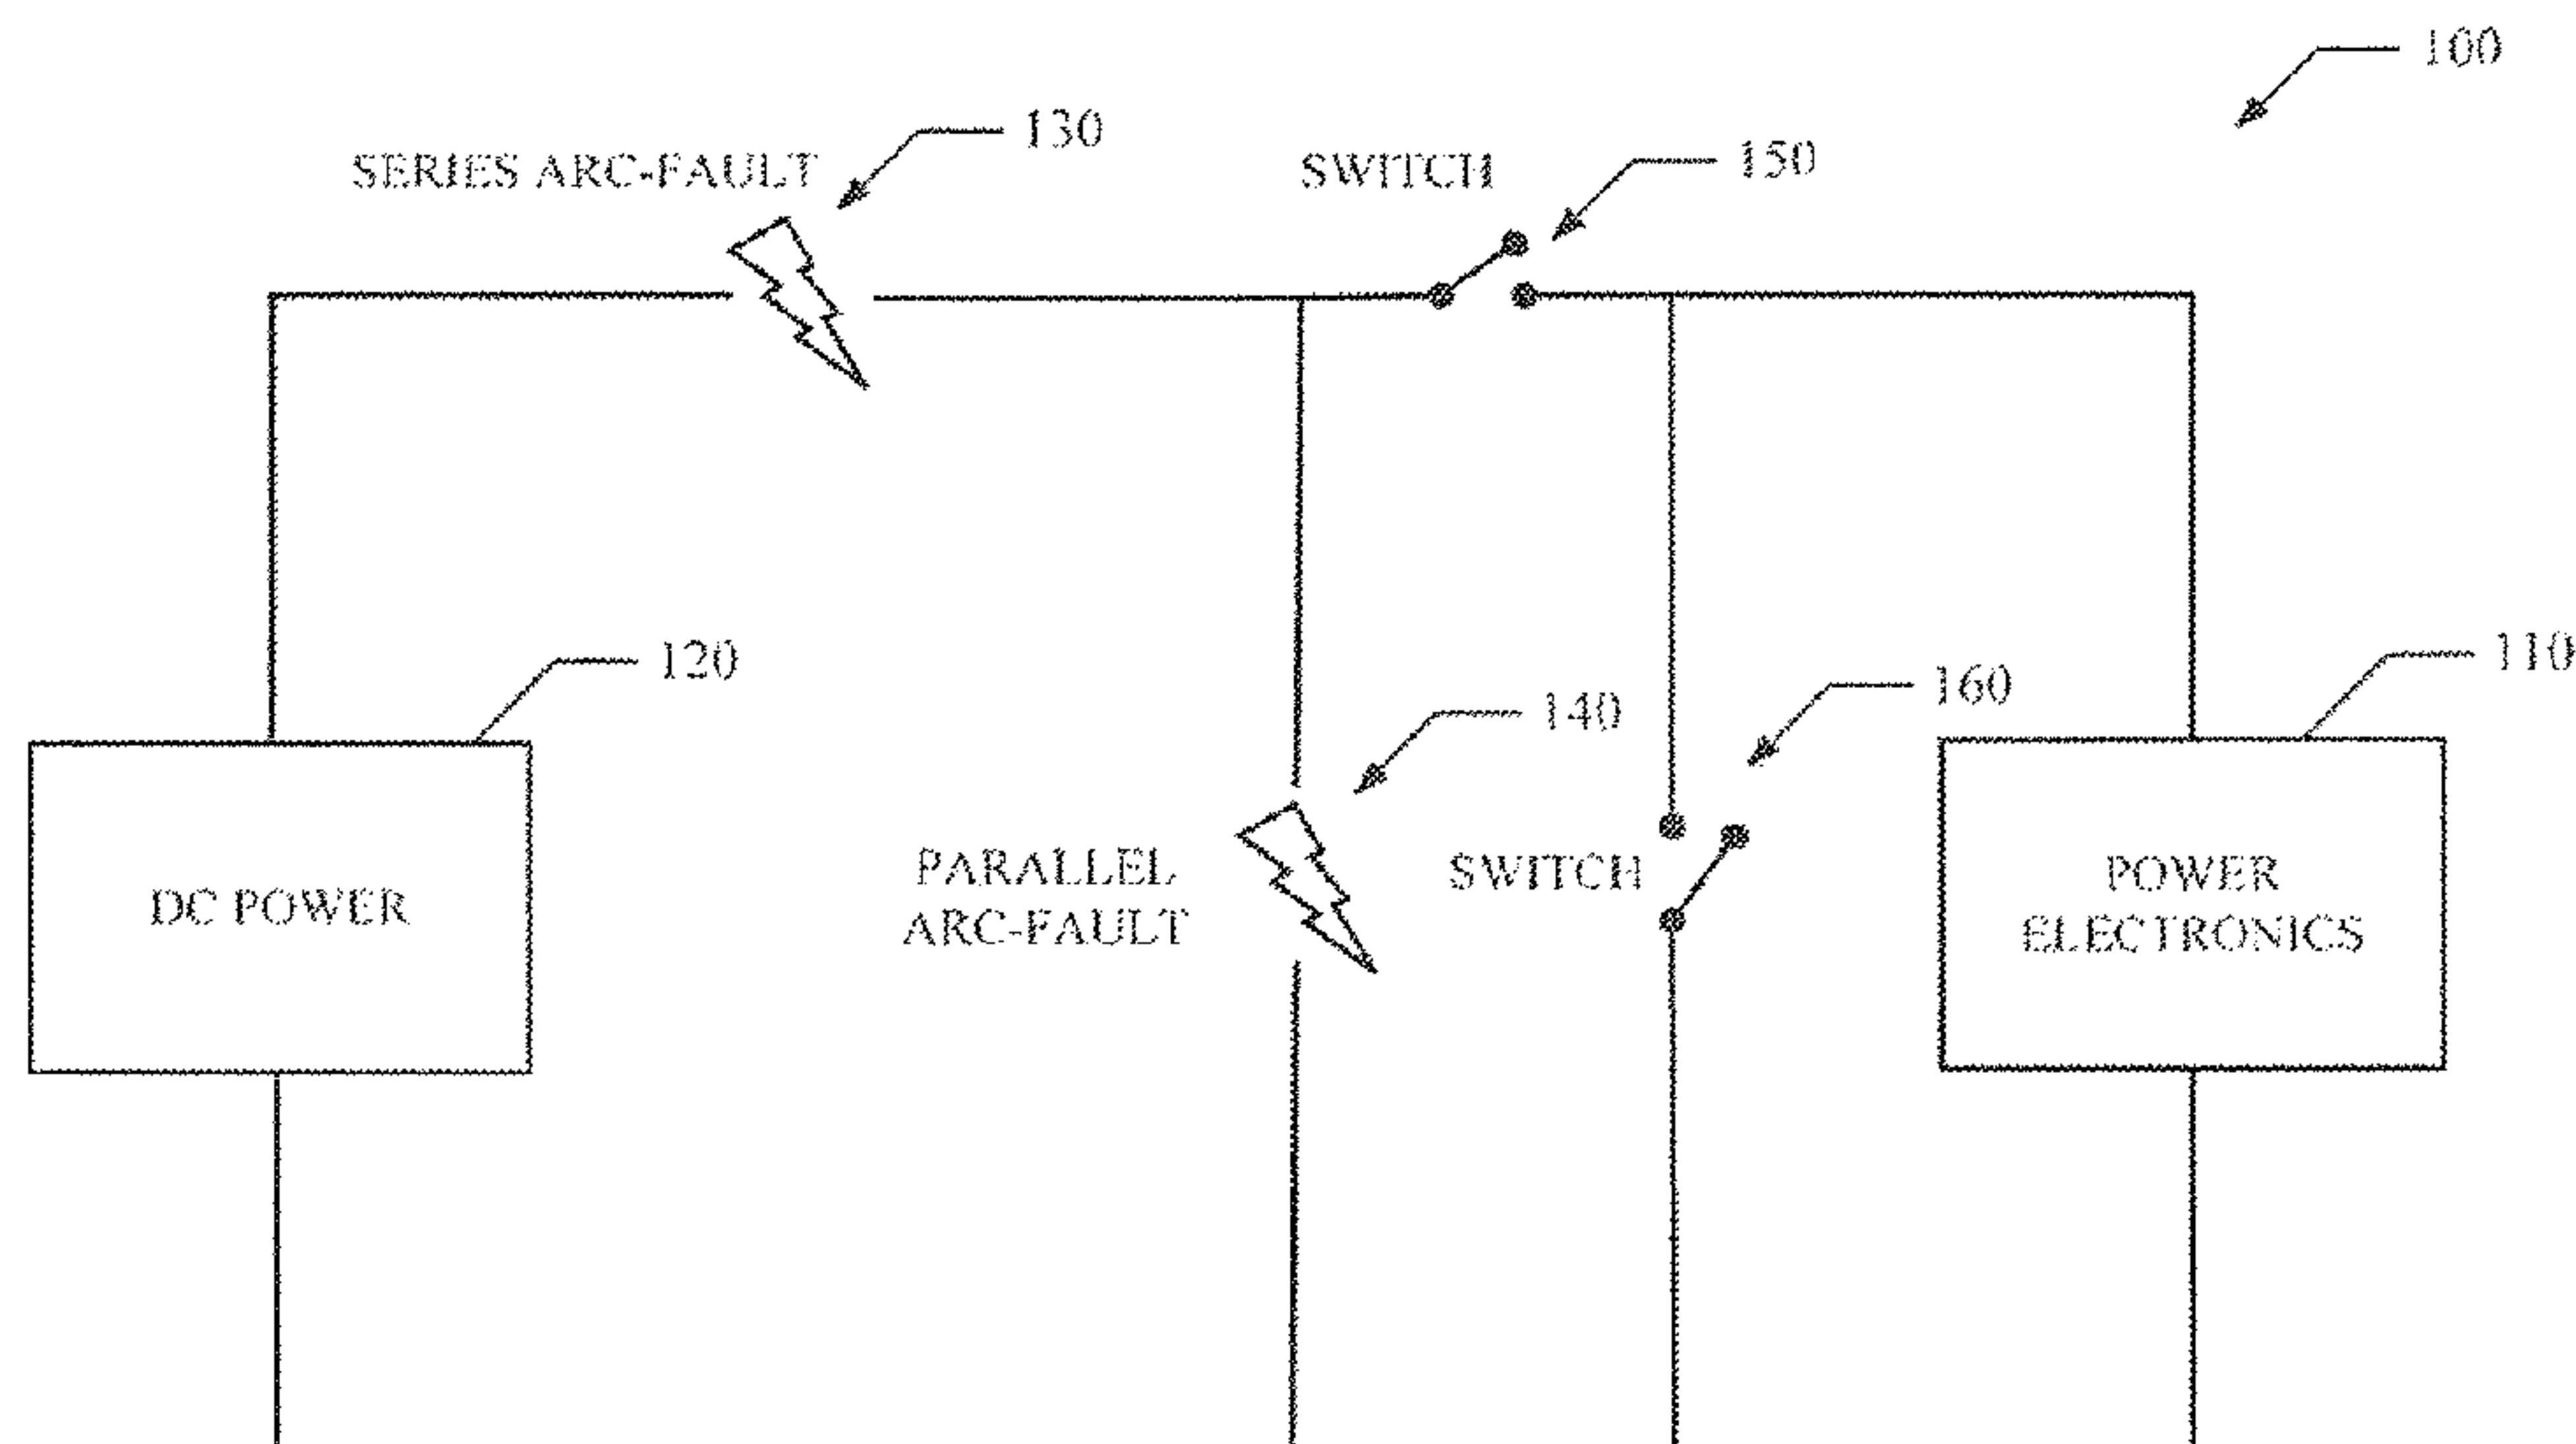 100
130
SERIES ARC-FAULT
SWITCH
150
120
110
140
160
DC POWER
PARALLEL
ARC-FAULT
SWITCH
POWER
ELECTRONICS